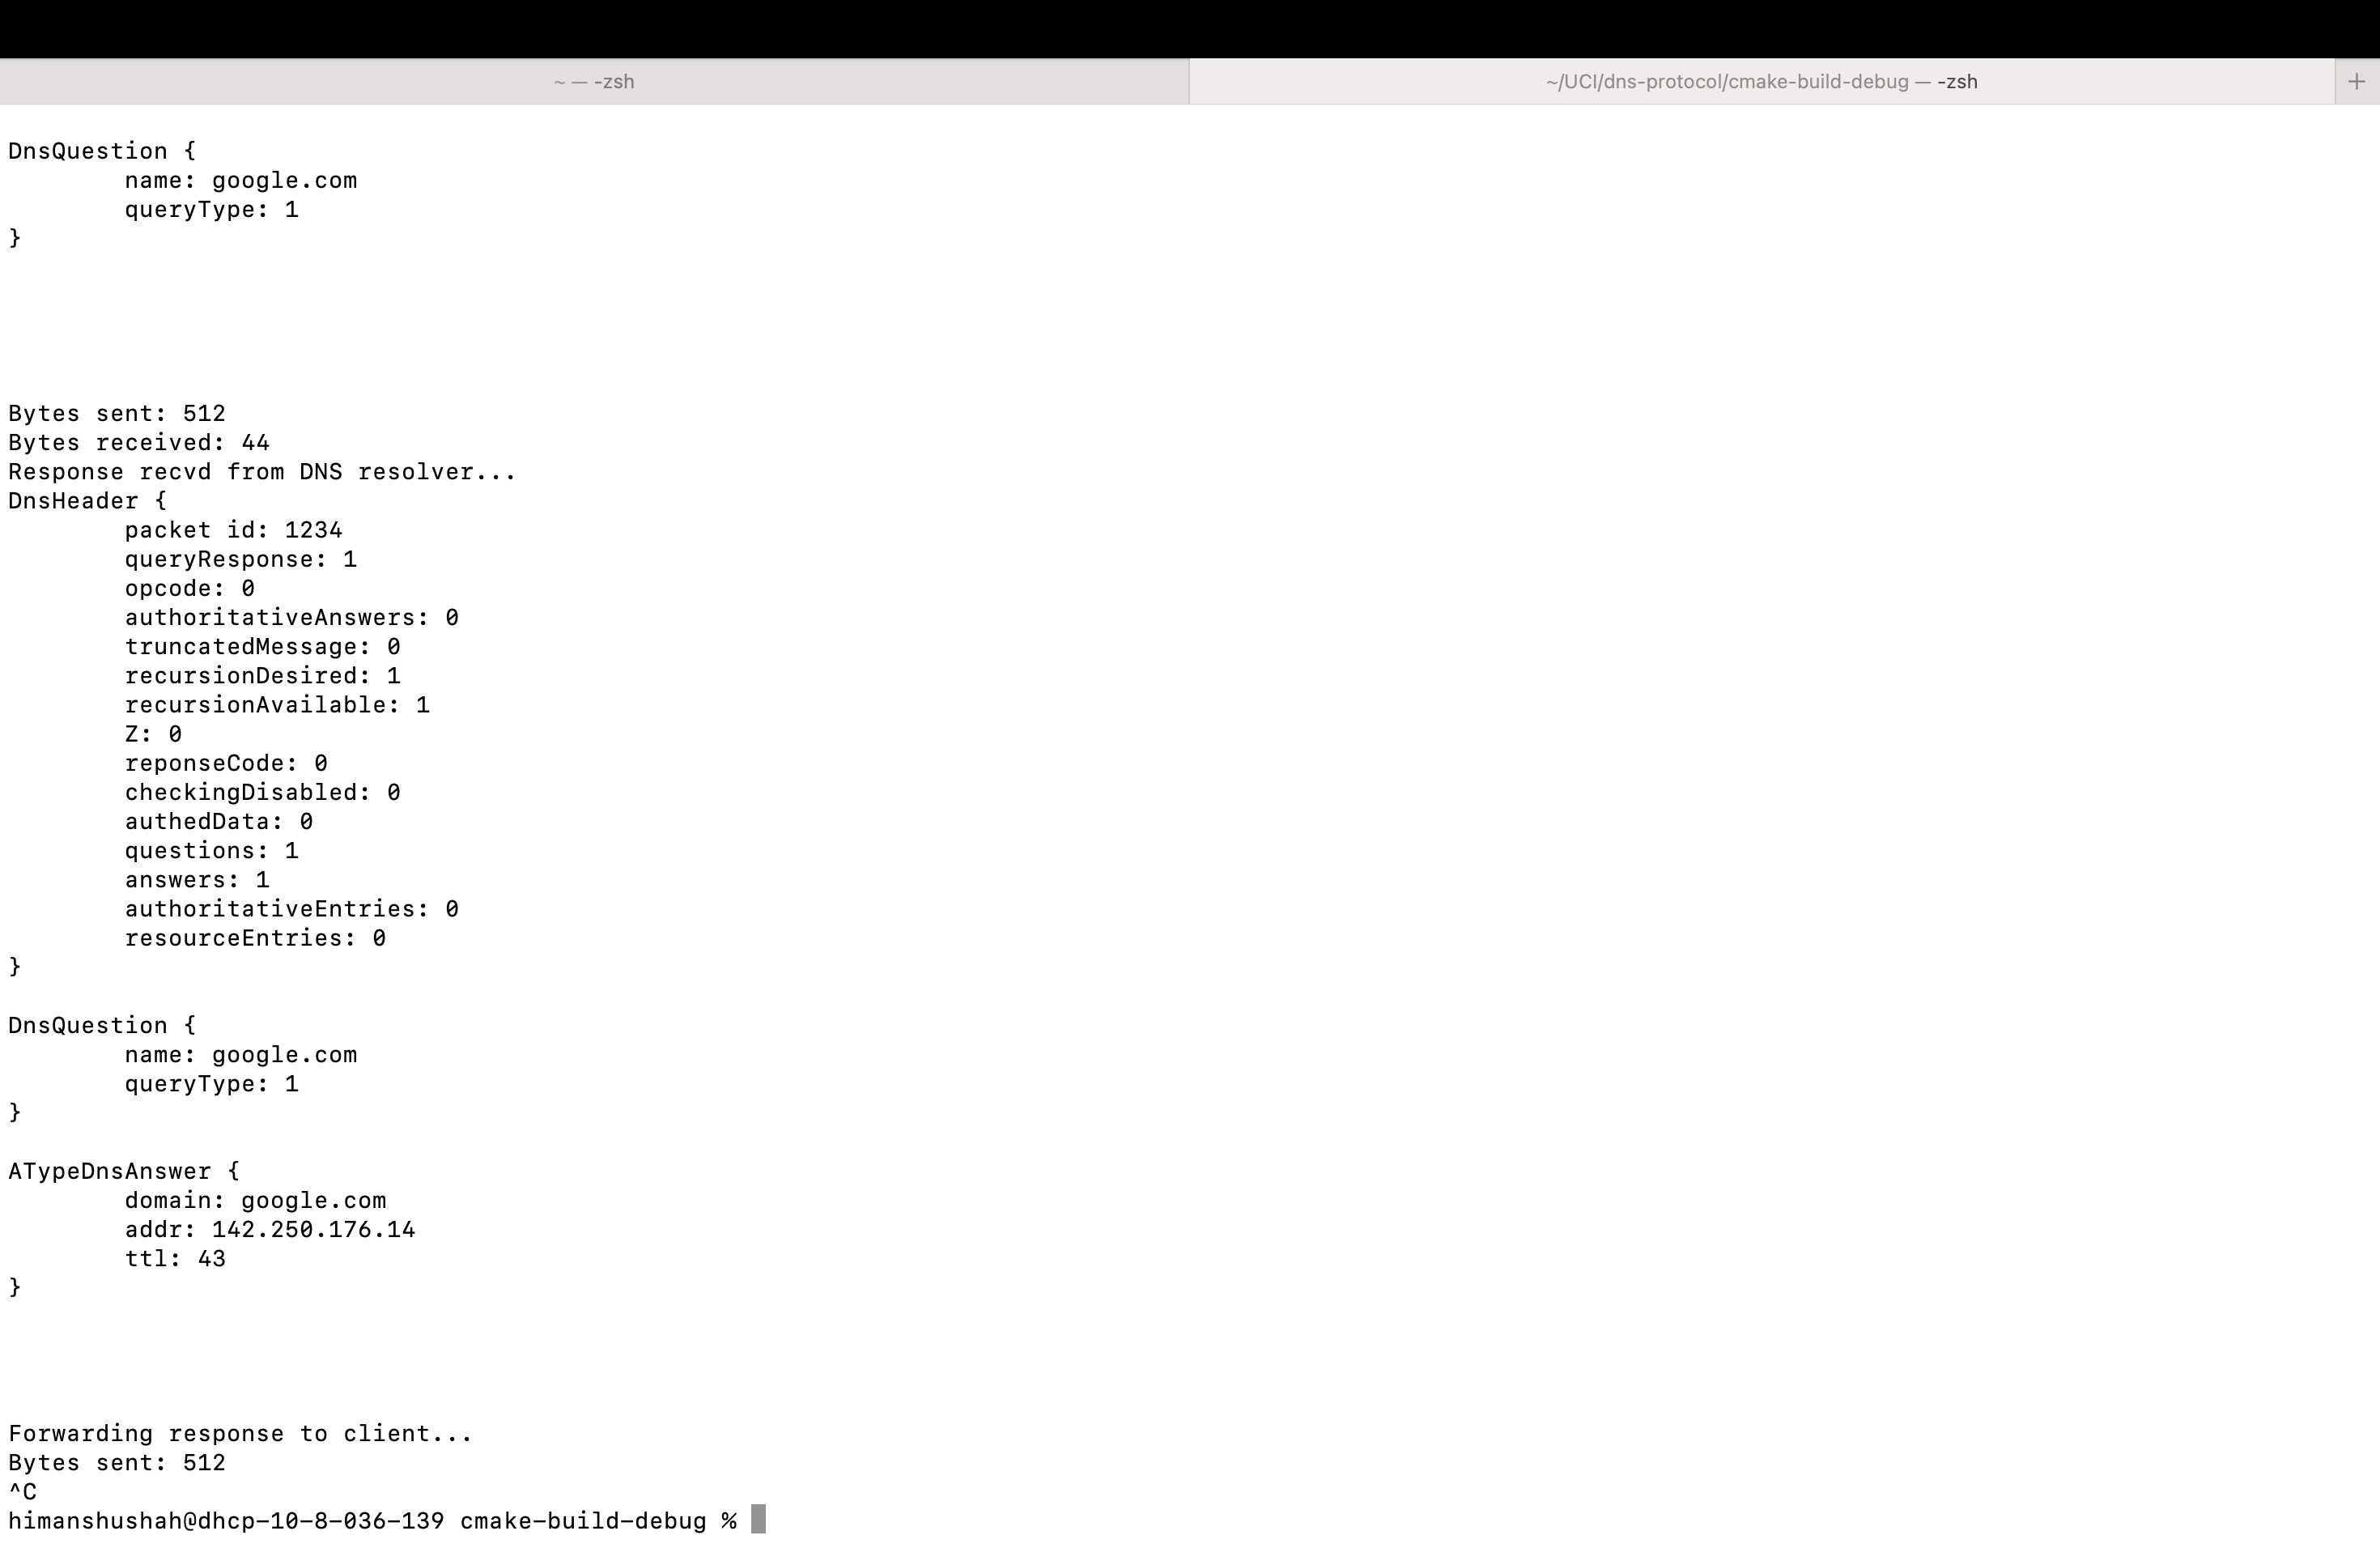 ~ — -zsh
~/UCI/dns-protocol/cmake-build-debug — -zsh
+
DnsQuestion {
        name: google.com
        queryType: 1
}
Bytes sent: 512
Bytes received: 44
Response recvd from DNS resolver...
DnsHeader {
        packet id: 1234
        queryResponse: 1
        opcode: 0
        authoritativeAnswers: 0
        truncatedMessage: 0
        recursionDesired: 1
        recursionAvailable: 1
        Z: 0
        reponseCode: 0
        checkingDisabled: 0
        authedData: 0
        questions: 1
        answers: 1
        authoritativeEntries: 0
        resourceEntries: 0
}
DnsQuestion {
        name: google.com
        queryType: 1
}
ATypeDnsAnswer {
        domain: google.com
        addr: 142.250.176.14
        ttl: 43
}
Forwarding response to client...
Bytes sent: 512
^C
himanshushah@dhcp-10-8-036-139 cmake-build-debug %